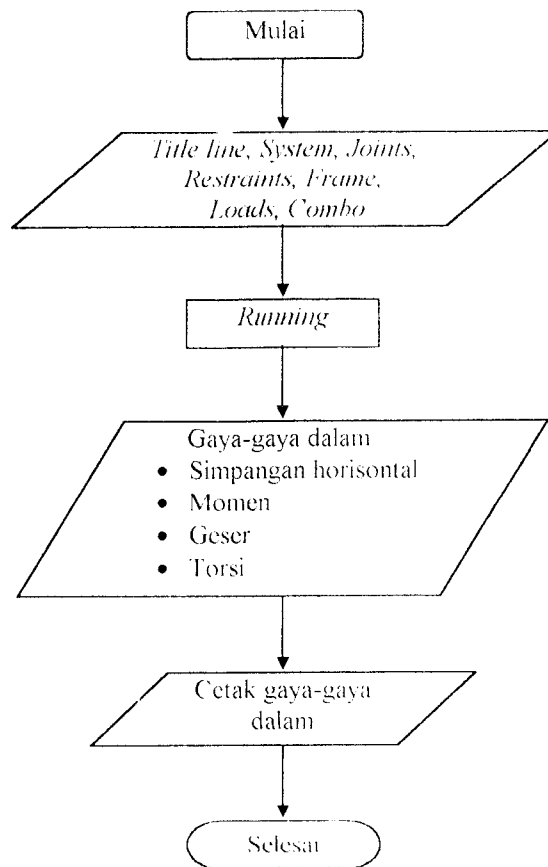 Mulai
Title line, System, Joints,
Restraints, Frame,
Loads, Combo
Running
Gaya-gaya dalam
• Simpangan horisontal
• Momen
• Geser
• Torsi
Cetak gaya-gaya
dalam
Selesai